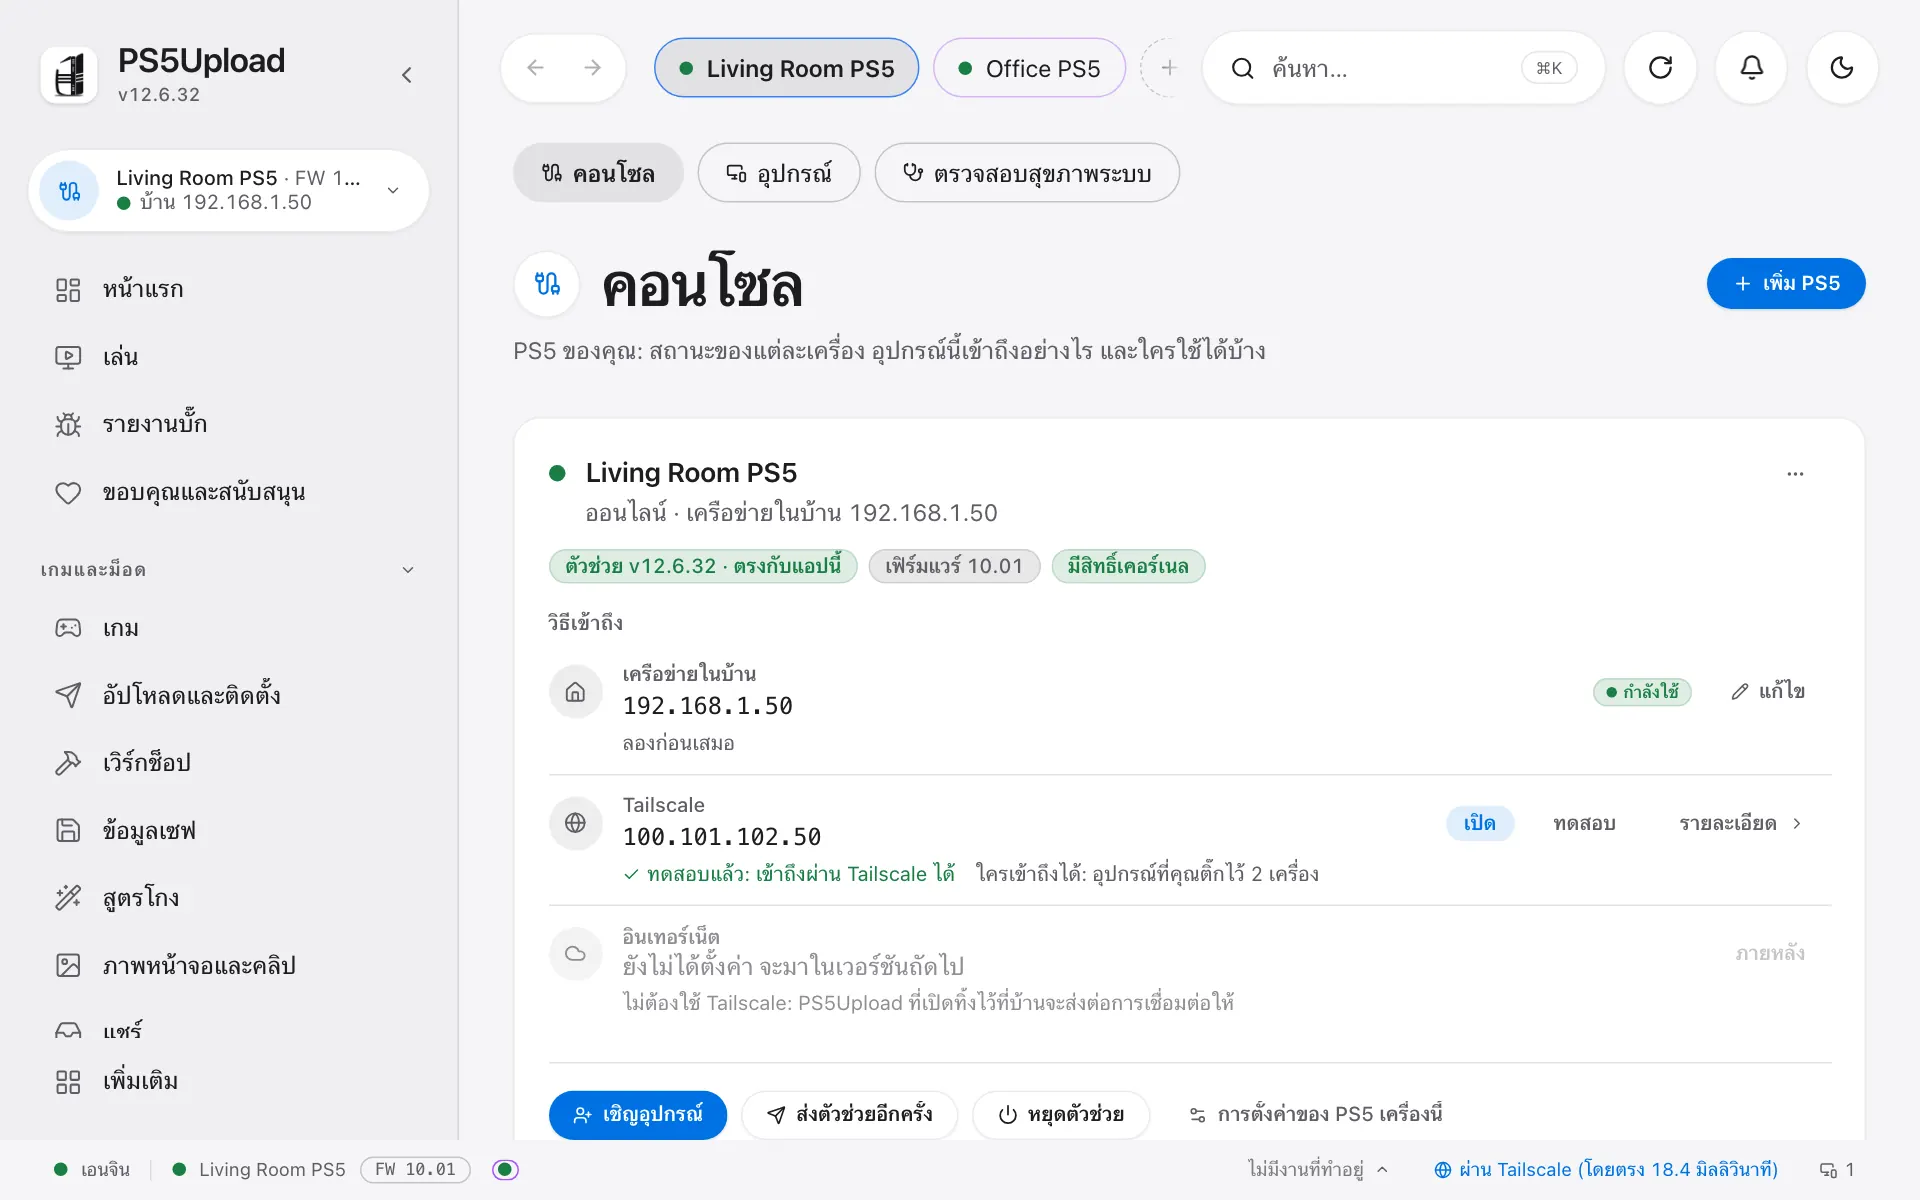 PS5Upload
v12.6.32
Living Room PS5 · FW 1...
บ้าน 192.168.1.50
หน้าแรก
เล่น
รายงานบั๊ก
ขอบคุณและสนับสนุน
เกมและม็อด
เกม
อัปโหลดและติดตั้ง
เวิร์กช็อป
ข้อมูลเซฟ
สูตรโกง
ภาพหน้าจอและคลิป
แชร์
เพิ่มเติม
Living Room PS5
Office PS5
ค้นหา...
⌘K
คอนโซล
อุปกรณ์
ตรวจสอบสุขภาพระบบ
คอนโซล
เพิ่ม PS5
PS5 ของคุณ: สถานะของแต่ละเครื่อง อุปกรณ์นี้เข้าถึงอย่างไร และใครใช้ได้บ้าง
Living Room PS5
ออนไลน์ · เครือข่ายในบ้าน 192.168.1.50
ตัวช่วย v12.6.32 · ตรงกับแอปนี้
เฟิร์มแวร์ 10.01
มีสิทธิ์เคอร์เนล
วิธีเข้าถึง
เครือข่ายในบ้าน
192.168.1.50
ลองก่อนเสมอ
กำลังใช้
แก้ไข
Tailscale
100.101.102.50
ทดสอบแล้ว: เข้าถึงผ่าน Tailscale ได้ ใครเข้าถึงได้: อุปกรณ์ที่คุณติ๊กไว้ 2 เครื่อง
เปิด
ทดสอบ
รายละเอียด
อินเทอร์เน็ต
ยังไม่ได้ตั้งค่า จะมาในเวอร์ชันถัดไป
ไม่ต้องใช้ Tailscale: PS5Upload ที่เปิดทิ้งไว้ที่บ้านจะส่งต่อการเชื่อมต่อให้
ภายหลัง
เชิญอุปกรณ์
ส่งตัวช่วยอีกครั้ง
หยุดตัวช่วย
การตั้งค่าของ PS5 เครื่องนี้
เอนจิน
Living Room PS5
FW 10.01
ไม่มีงานที่ทำอยู่
ผ่าน Tailscale (โดยตรง 18.4 มิลลิวินาที)
1